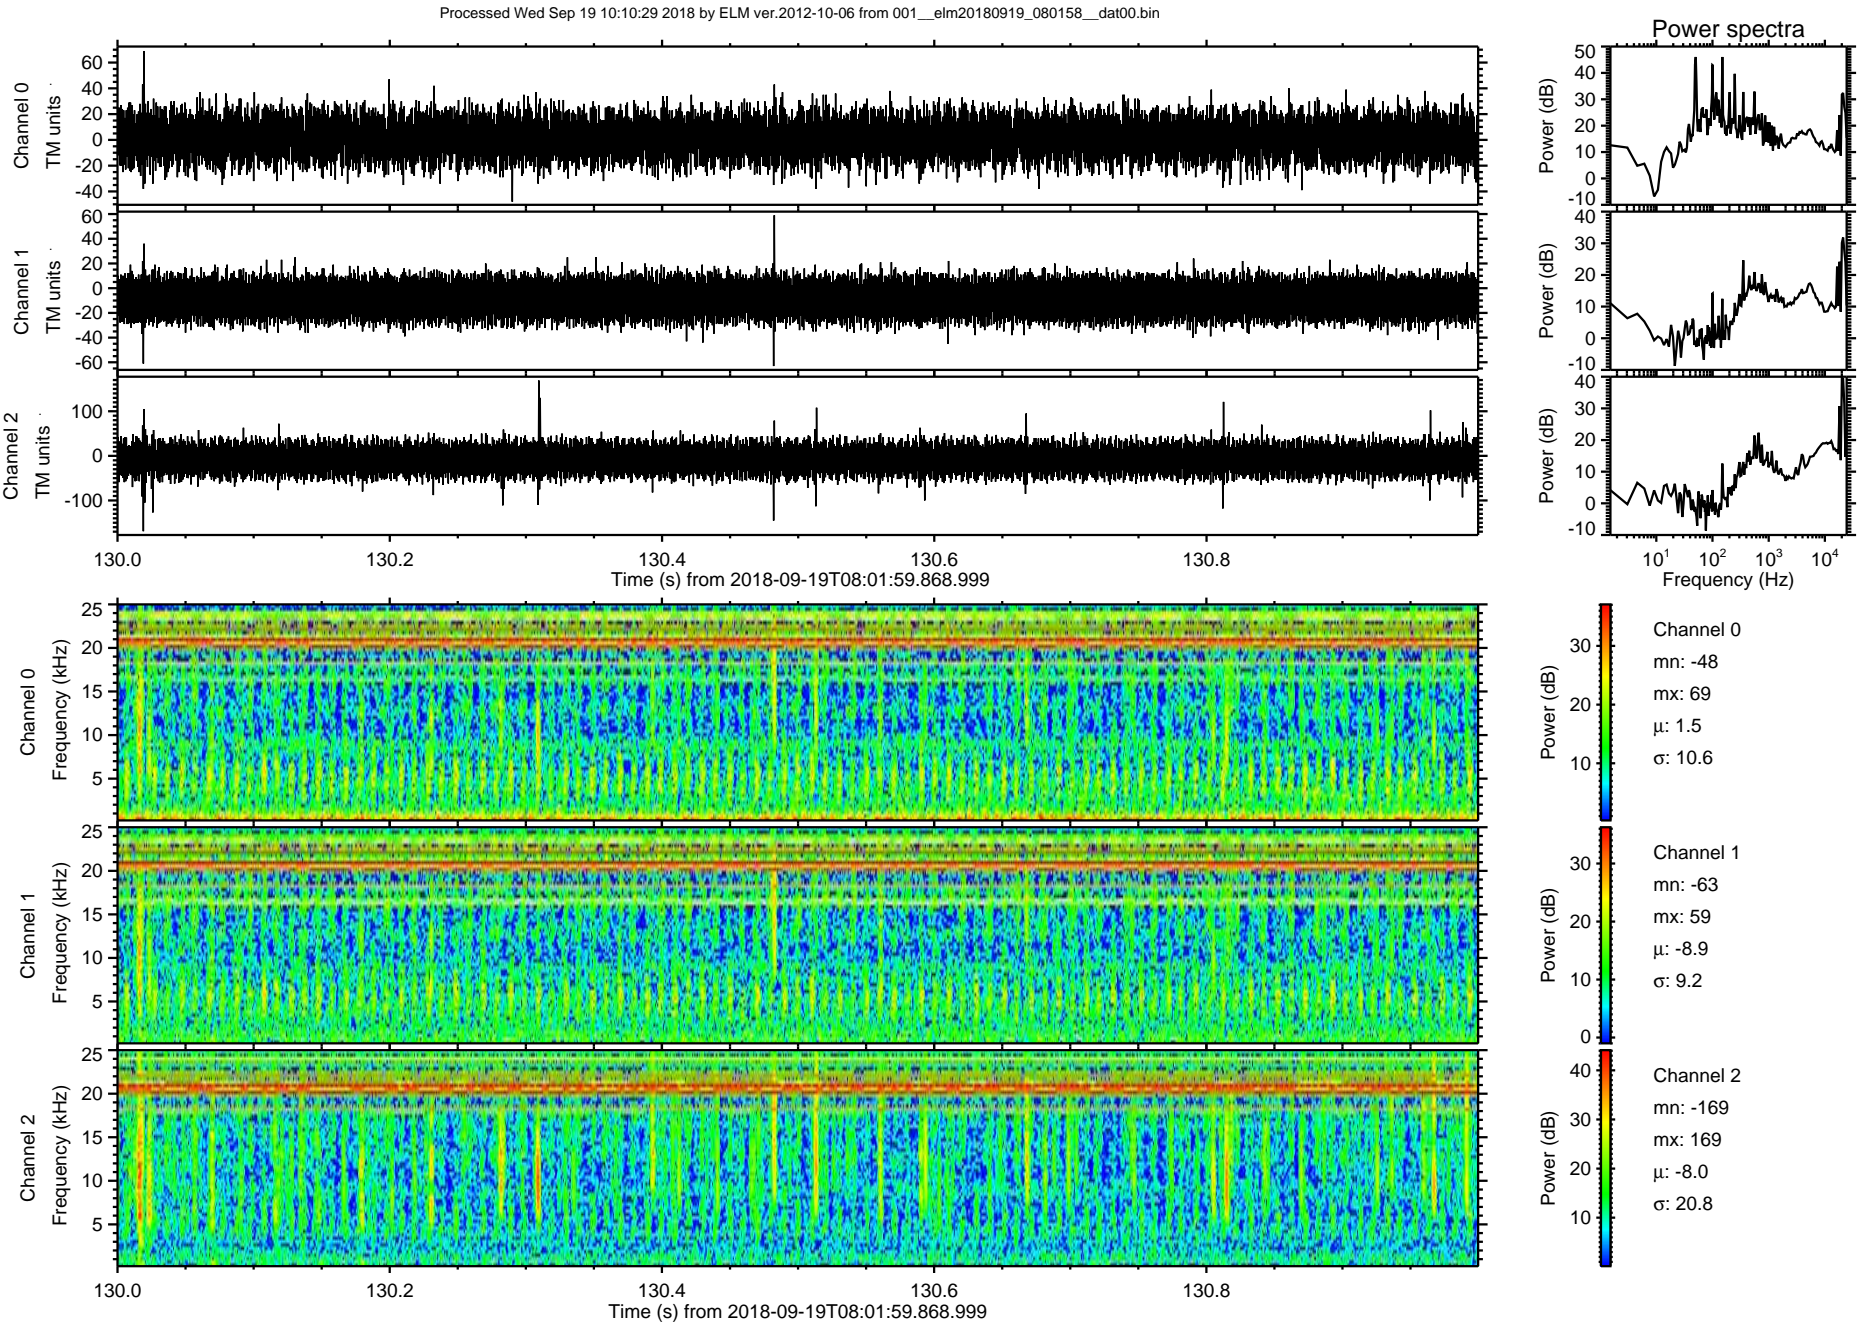 Processed Wed Sep 19 10:10:29 2018 by ELM ver.2012-10-06 from 001__elm20180919_080158__dat00.bin
Power spectra
Channel 0
TM units
60
40
20
0
-20
-40
Power (dB)
50
40
30
20
10
0
-10
Channel 1
TM units
60
40
20
0
-20
-40
-60
Power (dB)
40
30
20
10
0
-10
Channel 2
TM units
100
0
-100
Power (dB)
40
30
20
10
0
-10
130.0 130.2 130.4 130.6 130.8
Time (s) from 2018-09-19T08:01:59.868.999
10¹ 10² 10³ 10⁴
Frequency (Hz)
Channel 0
Frequency (kHz)
25
20
15
10
5
Power (dB)
30
20
10
Channel 0
mn: -48
mx: 69
μ: 1.5
σ: 10.6
Channel 1
Frequency (kHz)
25
20
15
10
5
Power (dB)
30
20
10
0
Channel 1
mn: -63
mx: 59
μ: -8.9
σ: 9.2
Channel 2
Frequency (kHz)
25
20
15
10
5
Power (dB)
40
30
20
10
Channel 2
mn: -169
mx: 169
μ: -8.0
σ: 20.8
130.0 130.2 130.4 130.6 130.8
Time (s) from 2018-09-19T08:01:59.868.999